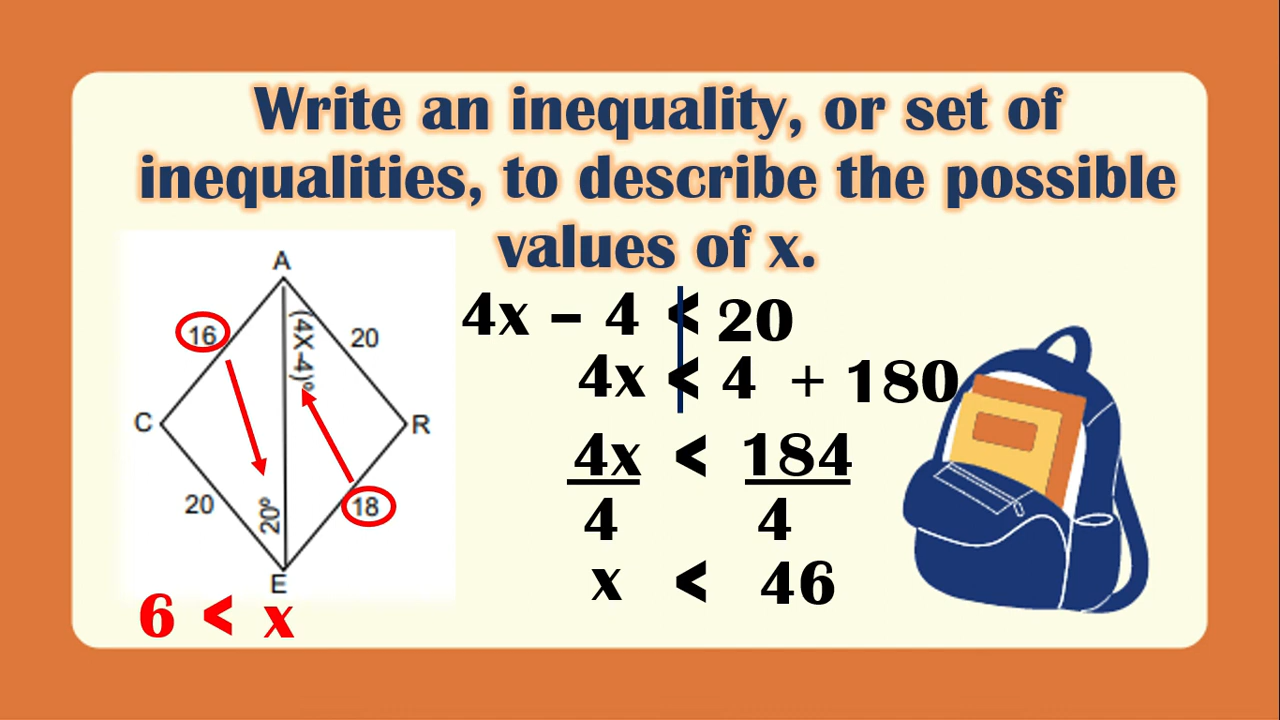 Write an inequality, or set of
inequalities, to describe the possible
values of x.
A
16
(4X-4)º
20
C
R
20
20º
18
E
6 < x
4x – 4 < 20
4x < 4 + 180
4x < 184
4 4
x < 46